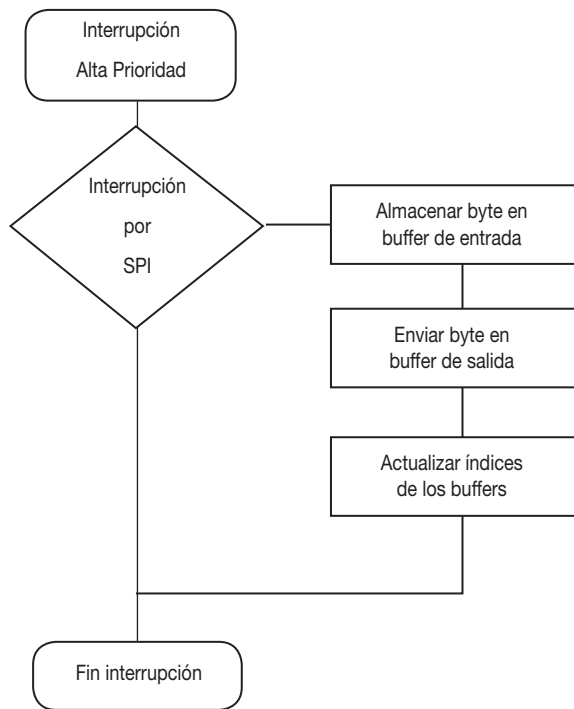 Interrupción
Alta Prioridad
Interrupción
por
SPI
Almacenar byte en
buffer de entrada
Enviar byte en
buffer de salida
Actualizar índices
de los buffers
Fin interrupción